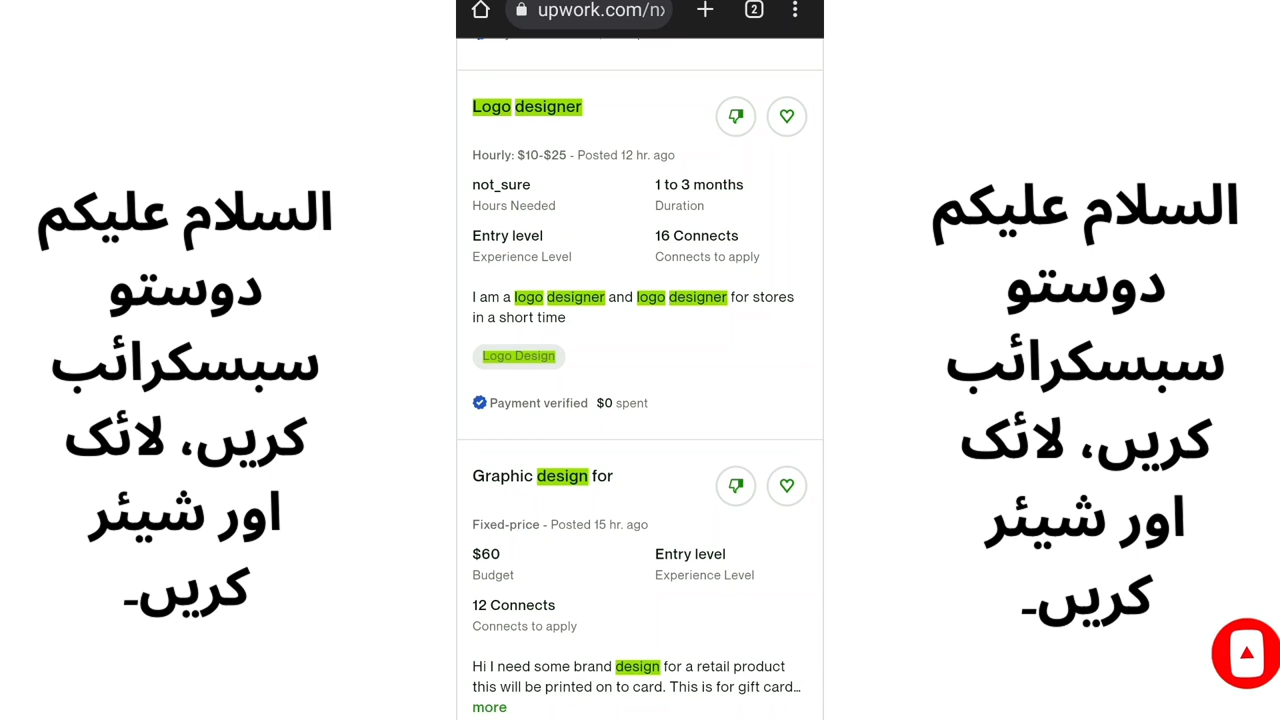 السلام علیکم
دوستو
سبسکرائب
کریں، لائک
اور شیئر
کریں۔
upwork.com/nx
2
Logo designer
Hourly: $10-$25 - Posted 12 hr. ago
not_sure 1 to 3 months
Hours Needed Duration
Entry level 16 Connects
Experience Level Connects to apply
I am a logo designer and logo designer for stores
in a short time
Logo Design
Payment verified $0 spent
Graphic design for
Fixed-price - Posted 15 hr. ago
$60 Entry level
Budget Experience Level
12 Connects
Connects to apply
Hi I need some brand design for a retail product
this will be printed on to card. This is for gift card...
more
السلام علیکم
دوستو
سبسکرائب
کریں، لائک
اور شیئر
کریں۔